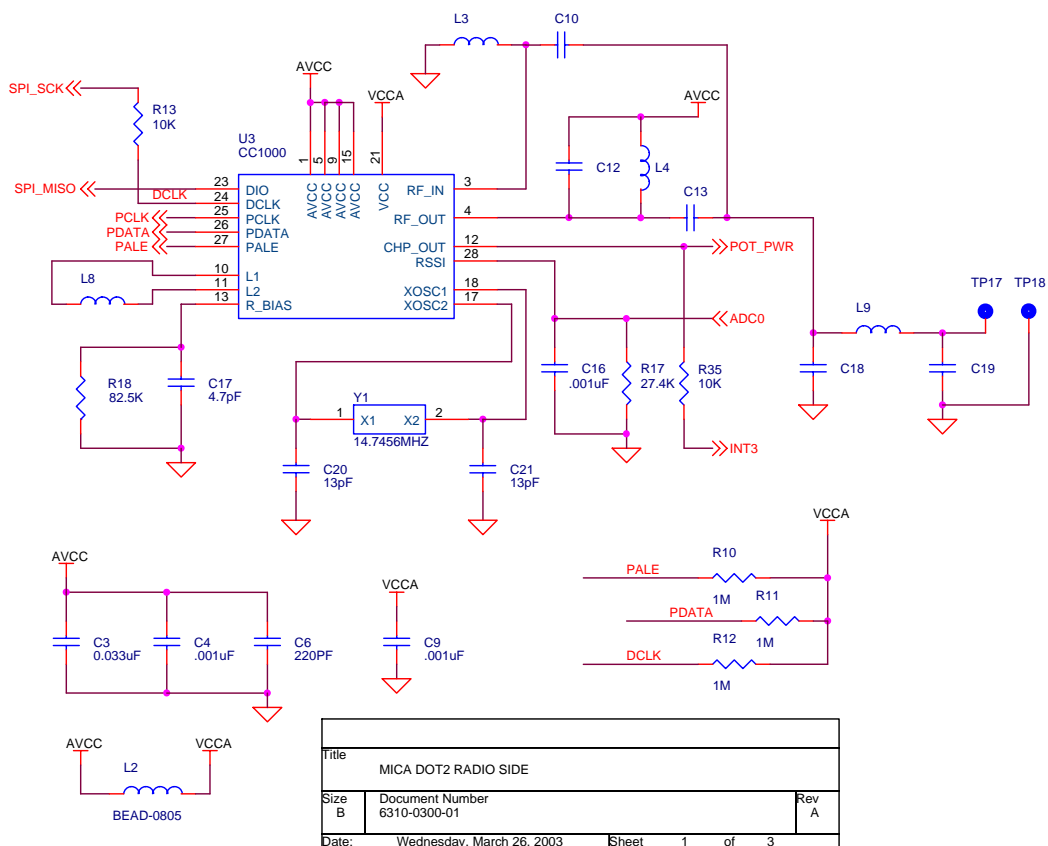 L3
C10
AVCC
SPI_SCK
VCCA
AVCC
R13
10K
U3
CC1000
1
5
9
15
21
AVCC
AVCC
AVCC
AVCC
VCC
C12
L4
SPI_MISO
23
DIO
RF_IN
3
DCLK
24
DCLK
C13
PCLK
25
PCLK
RF_OUT
4
PDATA
26
PDATA
PALE
27
PALE
CHP_OUT
12
POT_PWR
RSSI
28
10
L1
L8
11
L2
XOSC1
18
13
R_BIAS
XOSC2
17
TP17
TP18
L9
ADC0
R18
82.5K
C17
4.7pF
C16
.001uF
R17
27.4K
R35
10K
C18
C19
Y1
1
X1
X2
2
14.7456MHZ
INT3
C20
13pF
C21
13pF
VCCA
AVCC
VCCA
R10
PALE
1M
R11
PDATA
1M
R12
DCLK
1M
C3
0.033uF
C4
.001uF
C6
220PF
C9
.001uF
AVCC
VCCA
L2
BEAD-0805
Title
MICA DOT2 RADIO SIDE
Size
B
Document Number
6310-0300-01
Rev
A
Date:
Wednesday, March 26, 2003
Sheet
1
of
3